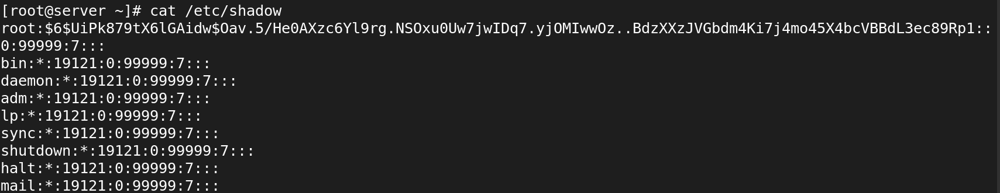 [root@server ~]# cat /etc/shadow
root:$6$UiPk879tX6lGAidw$Oav.5/He0AXzc6Yl9rg.NSOxu0Uw7jwIDq7.yjOMIwwOz..BdzXXzJVGbdm4Ki7j4mo45X4bcVBBdL3ec89Rp1::
0:99999:7:::
bin:*:19121:0:99999:7:::
daemon:*:19121:0:99999:7:::
adm:*:19121:0:99999:7:::
lp:*:19121:0:99999:7:::
sync:*:19121:0:99999:7:::
shutdown:*:19121:0:99999:7:::
halt:*:19121:0:99999:7:::
mail:*:19121:0:99999:7:::